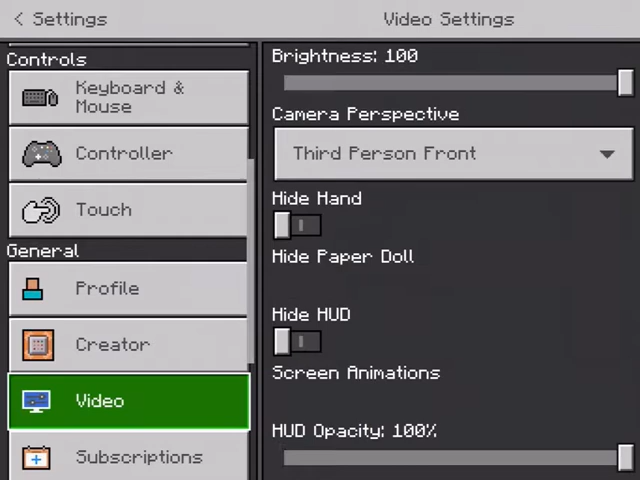 < Settings
Video Settings
Controls
Keyboard &
Mouse
Controller
Touch
General
Profile
Creator
Video
Subscriptions
Brightness: 100
Camera Perspective
Third Person Front
Hide Hand
Hide Paper Doll
Hide HUD
Screen Animations
HUD Opacity: 100%